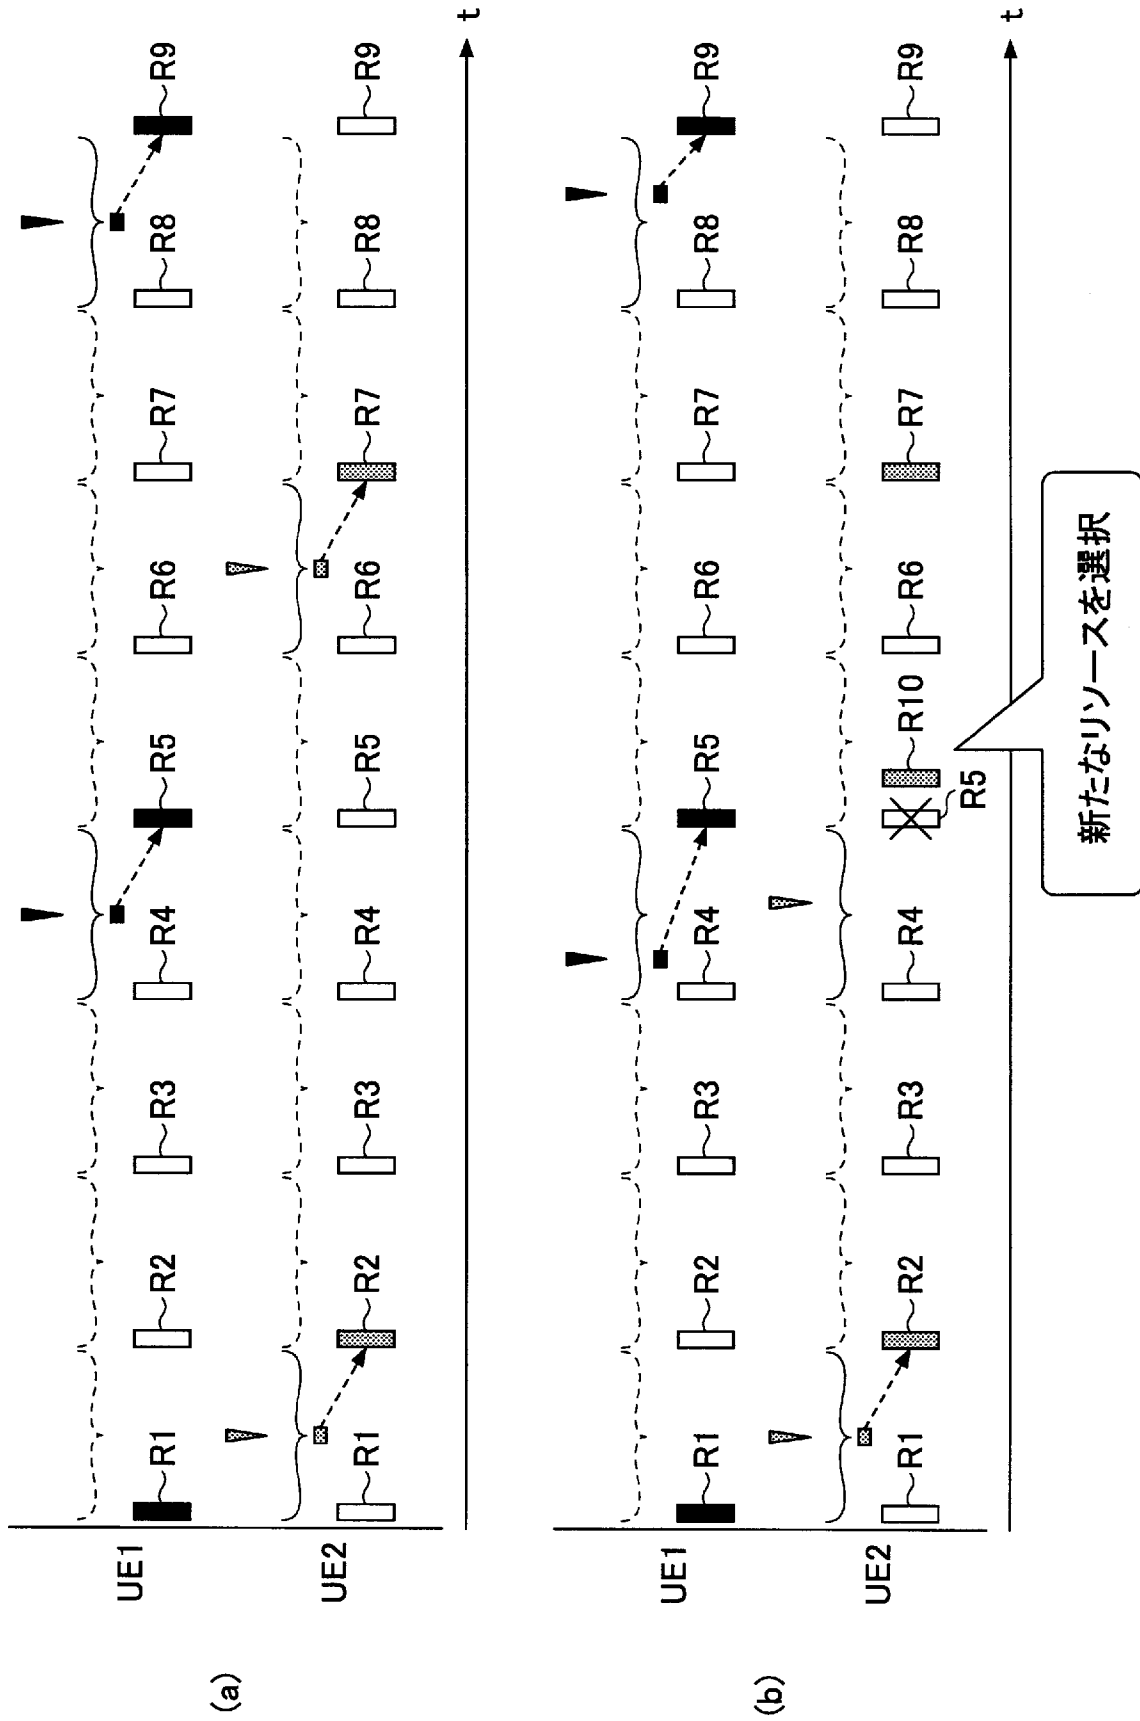 (a)
UE1
R1 R2 R3 R4 R5 R6 R7 R8 R9
UE2
R1 R2 R3 R4 R5 R6 R7 R8 R9
t
(b)
UE1
R1 R2 R3 R4 R5 R6 R7 R8 R9
UE2
R1 R2 R3 R4 R10 R6 R7 R8 R9
R5
t
新たなリソースを選択